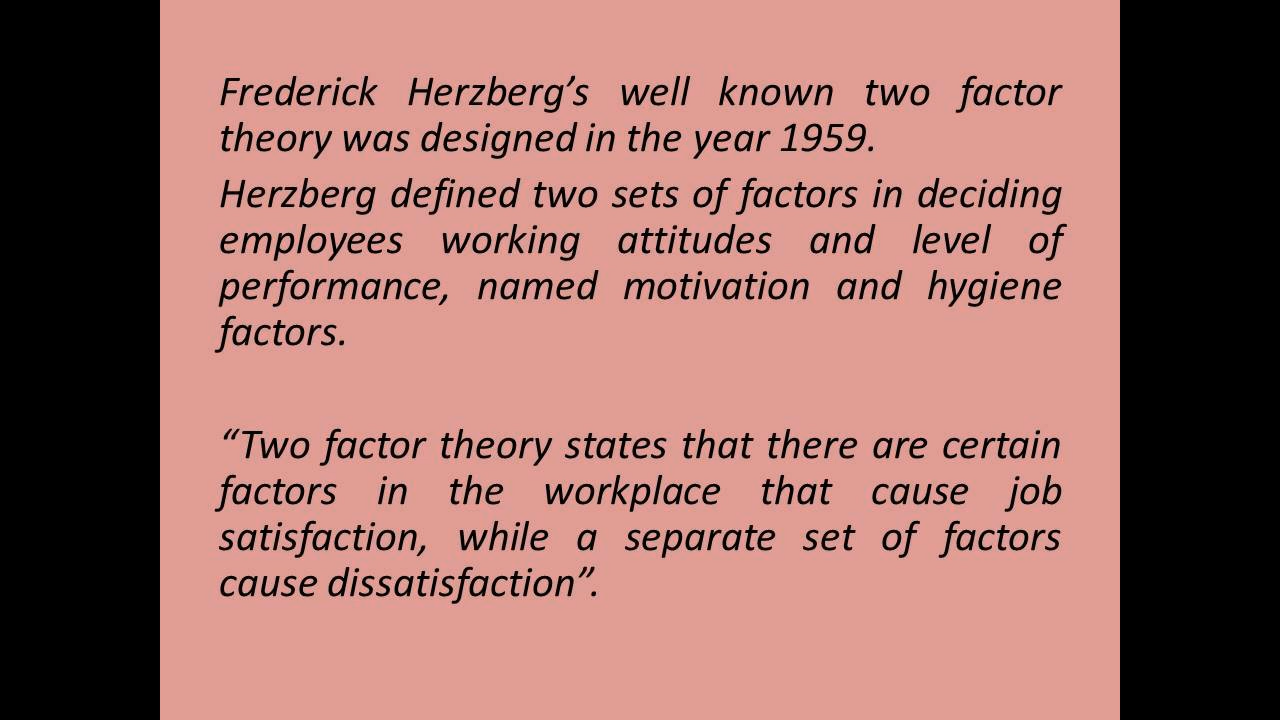 Frederick Herzberg’s well known two factor
theory was designed in the year 1959.
Herzberg defined two sets of factors in deciding
employees working attitudes and level of
performance, named motivation and hygiene
factors.
“Two factor theory states that there are certain
factors in the workplace that cause job
satisfaction, while a separate set of factors
cause dissatisfaction”.